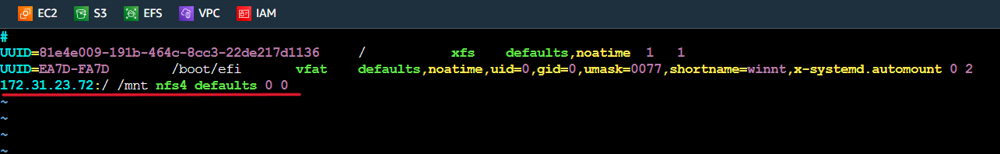 EC2 S3 EFS VPC IAM
#
UUID=81e4e009-191b-464c-8cc3-22de217d1136 / xfs defaults,noatime 1 1
UUID=EA7D-FA7D /boot/efi vfat defaults,noatime,uid=0,gid=0,umask=0077,shortname=winnt,x-systemd.automount 0 2
172.31.23.72:/ /mnt nfs4 defaults 0 0
~
~
~
~